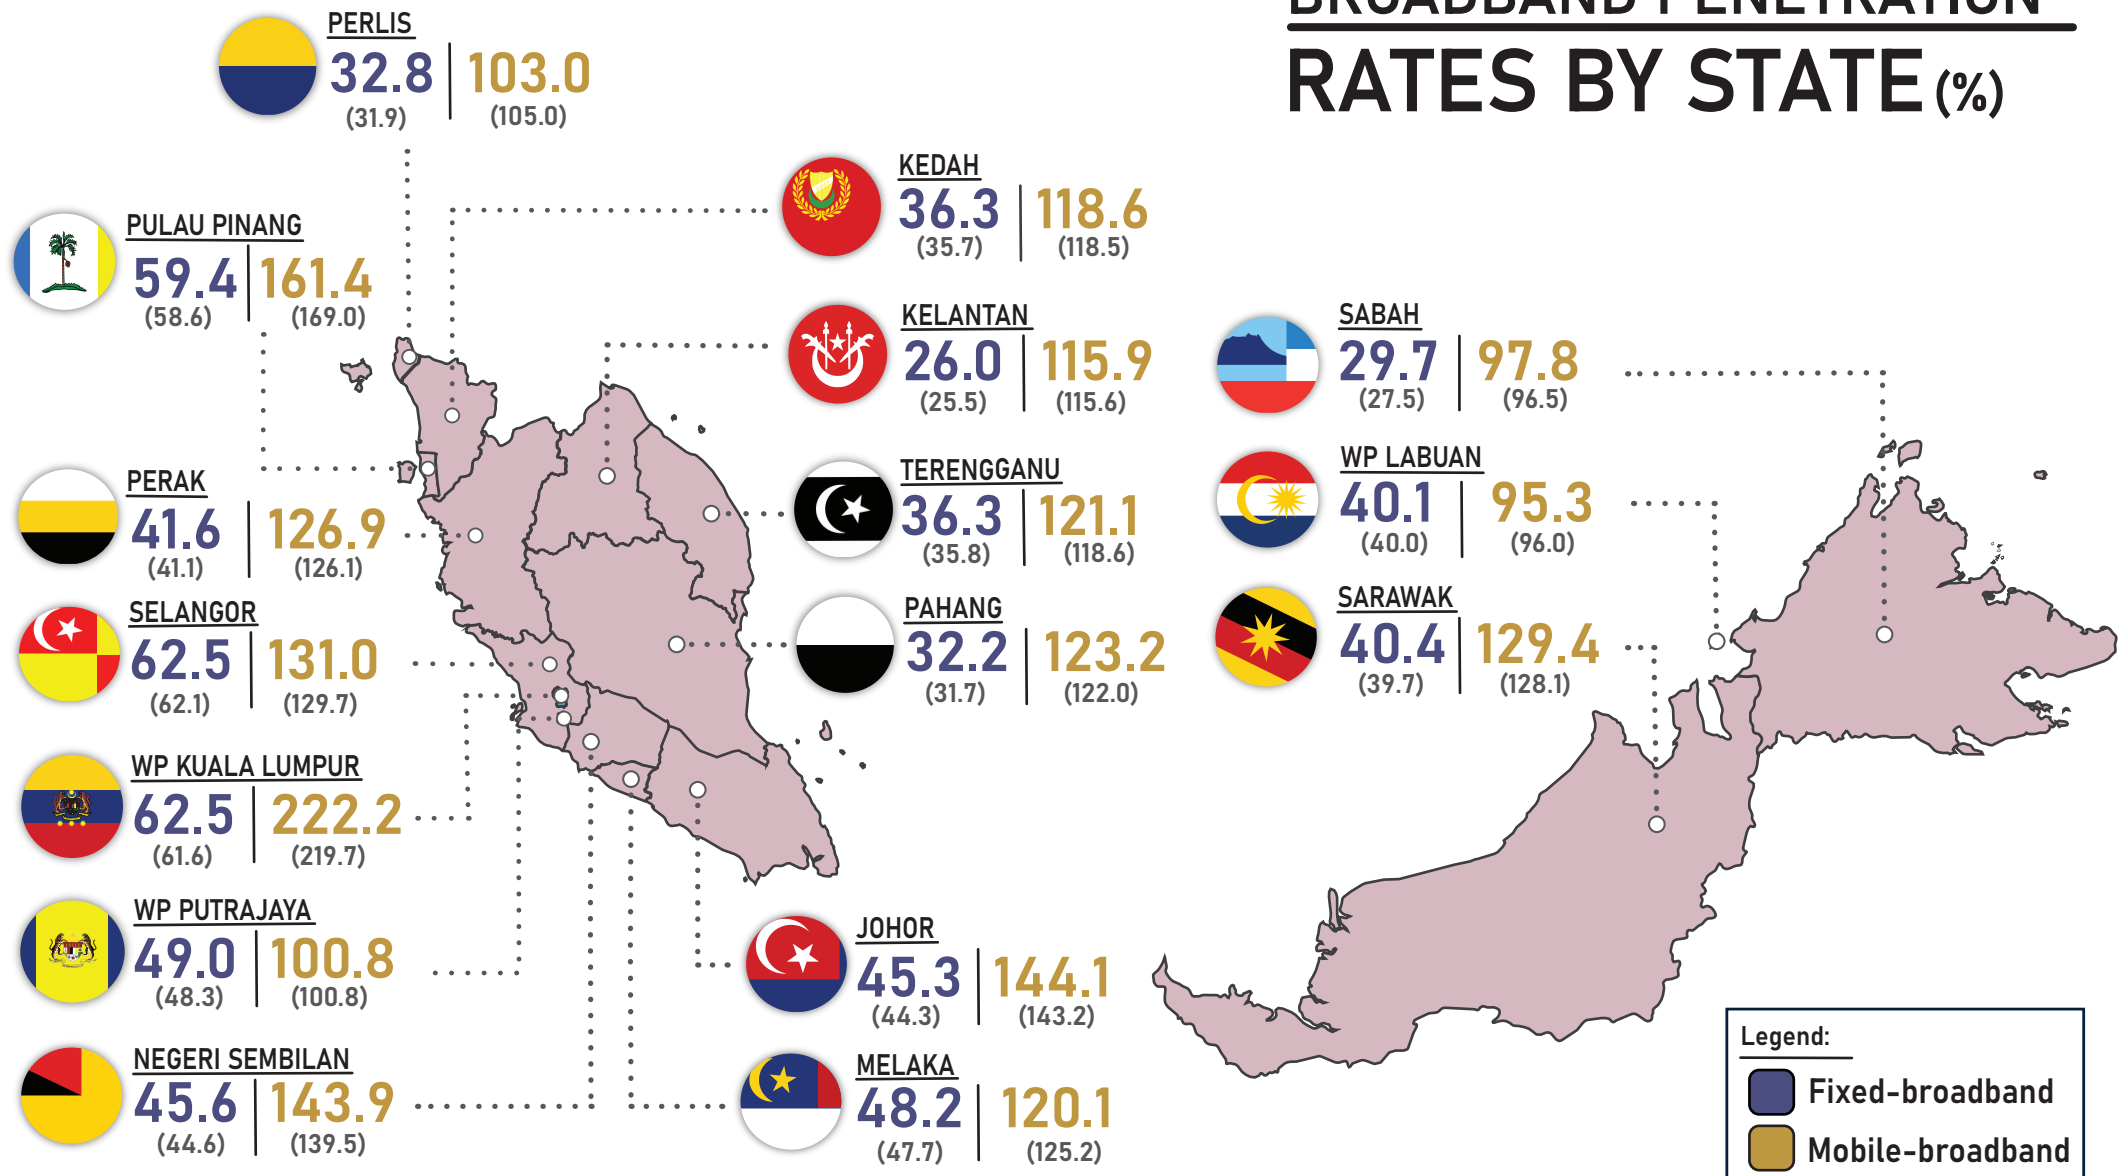 BROADBAND PENETRATION
RATES BY STATE (%)
PERLIS
32.8 103.0
(31.9) (105.0)
KEDAH
36.3 118.6
(35.7) (118.5)
PULAU PINANG
59.4 161.4
(58.6) (169.0)
KELANTAN
26.0 115.9
(25.5) (115.6)
SABAH
29.7 97.8
(27.5) (96.5)
PERAK
41.6 126.9
(41.1) (126.1)
TERENGGANU
36.3 121.1
(35.8) (118.6)
WP LABUAN
40.1 95.3
(40.0) (96.0)
SELANGOR
62.5 131.0
(62.1) (129.7)
PAHANG
32.2 123.2
(31.7) (122.0)
SARAWAK
40.4 129.4
(39.7) (128.1)
WP KUALA LUMPUR
62.5 222.2
(61.6) (219.7)
WP PUTRAJAYA
49.0 100.8
(48.3) (100.8)
JOHOR
45.3 144.1
(44.3) (143.2)
NEGERI SEMBILAN
45.6 143.9
(44.6) (139.5)
MELAKA
48.2 120.1
(47.7) (125.2)
Legend:
Fixed-broadband
Mobile-broadband